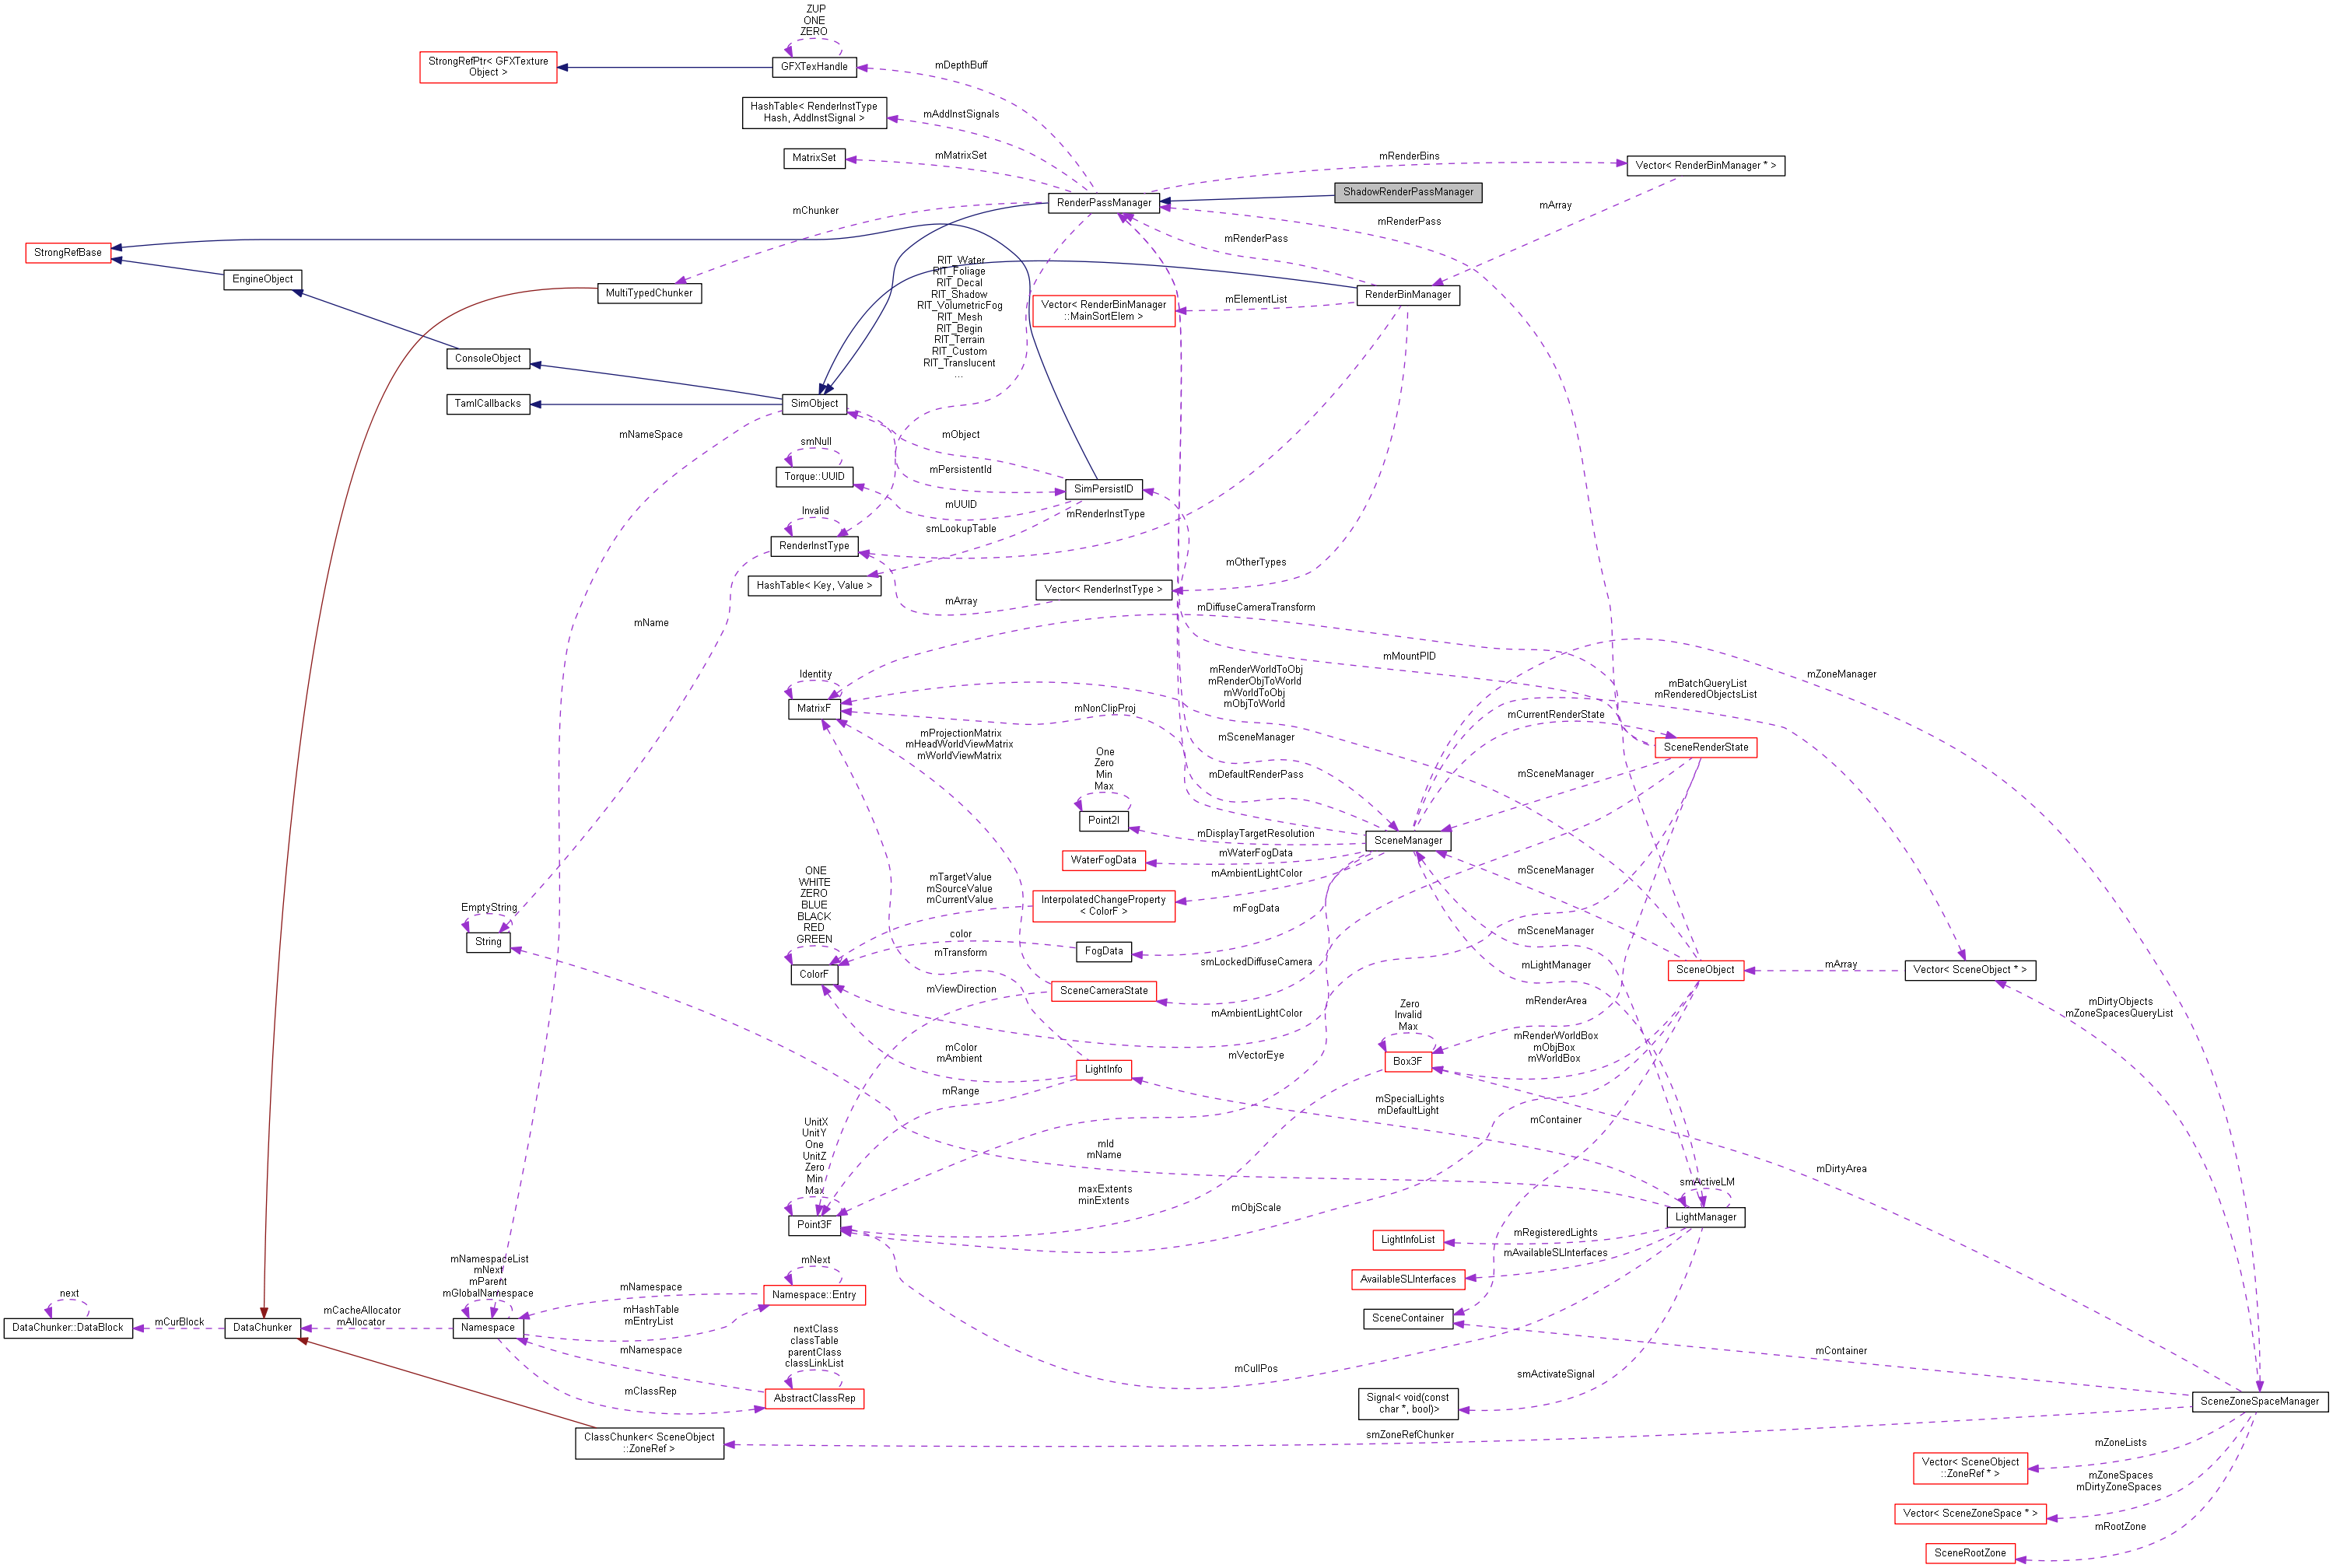 ZUP
ONE
ZERO
StrongRefPtr< GFXTexture
Object >
GFXTexHandle
mDepthBuff
HashTable< RenderInstType
Hash, AddInstSignal >
mAddInstSignals
MatrixSet
mMatrixSet
mRenderBins
Vector< RenderBinManager * >
ShadowRenderPassManager
RenderPassManager
mChunker
mArray
mRenderPass
mRenderPass
StrongRefBase
EngineObject
MultiTypedChunker
RIT_Water
RIT_Foliage
RIT_Decal
RIT_Shadow
RIT_VolumetricFog
RIT_Mesh
RIT_Begin
RIT_Terrain
RIT_Custom
RIT_Translucent
...
Vector< RenderBinManager
::MainSortElem >
mElementList
RenderBinManager
ConsoleObject
TamlCallbacks
SimObject
mNameSpace
smNull
mObject
Torque::UUID
mPersistentId
SimPersistID
mUUID
mRenderInstType
Invalid
smLookupTable
RenderInstType
HashTable< Key, Value >
mOtherTypes
Vector< RenderInstType >
mArray
mDiffuseCameraTransform
mName
mMountPID
mZoneManager
Identity
MatrixF
mRenderWorldToObj
mRenderObjToWorld
mWorldToObj
mObjToWorld
mBatchQueryList
mRenderedObjectsList
mNonClipProj
mCurrentRenderState
mProjectionMatrix
mHeadWorldViewMatrix
mWorldViewMatrix
mSceneManager
SceneRenderState
One
Zero
Min
Max
mDefaultRenderPass
mSceneManager
Point2I
mDisplayTargetResolution
SceneManager
WaterFogData
mWaterFogData
mAmbientLightColor
ONE
WHITE
ZERO
BLUE
BLACK
RED
GREEN
mTargetValue
mSourceValue
mCurrentValue
InterpolatedChangeProperty
< ColorF >
mSceneManager
mFogData
EmptyString
String
color
FogData
mSceneManager
mTransform
smLockedDiffuseCamera
mLightManager
ColorF
SceneObject
mArray
Vector< SceneObject * >
mViewDirection
SceneCameraState
mAmbientLightColor
Zero
Invalid
Max
mRenderArea
mDirtyObjects
mZoneSpacesQueryList
mColor
mAmbient
mVectorEye
Box3F
mRenderWorldBox
mObjBox
mWorldBox
LightInfo
mRange
mSpecialLights
mDefaultLight
mContainer
UnitX
UnitY
One
UnitZ
Zero
Min
Max
mId
mName
mDirtyArea
maxExtents
minExtents
mObjScale
smActiveLM
Point3F
LightManager
LightInfoList
mRegisteredLights
mNamespaceList
mNext
mParent
mGlobalNamespace
mNext
mAvailableSLInterfaces
AvailableSLInterfaces
next
mNamespace
Namespace::Entry
DataChunker::DataBlock
mCurBlock
DataChunker
mCacheAllocator
mAllocator
Namespace
mHashTable
mEntryList
SceneContainer
nextClass
classTable
parentClass
classLinkList
mNamespace
mContainer
mCullPos
smActivateSignal
mClassRep
AbstractClassRep
Signal< void(const
char *, bool)>
SceneZoneSpaceManager
ClassChunker< SceneObject
::ZoneRef >
smZoneRefChunker
mZoneLists
Vector< SceneObject
::ZoneRef * >
mZoneSpaces
mDirtyZoneSpaces
Vector< SceneZoneSpace * >
mRootZone
SceneRootZone